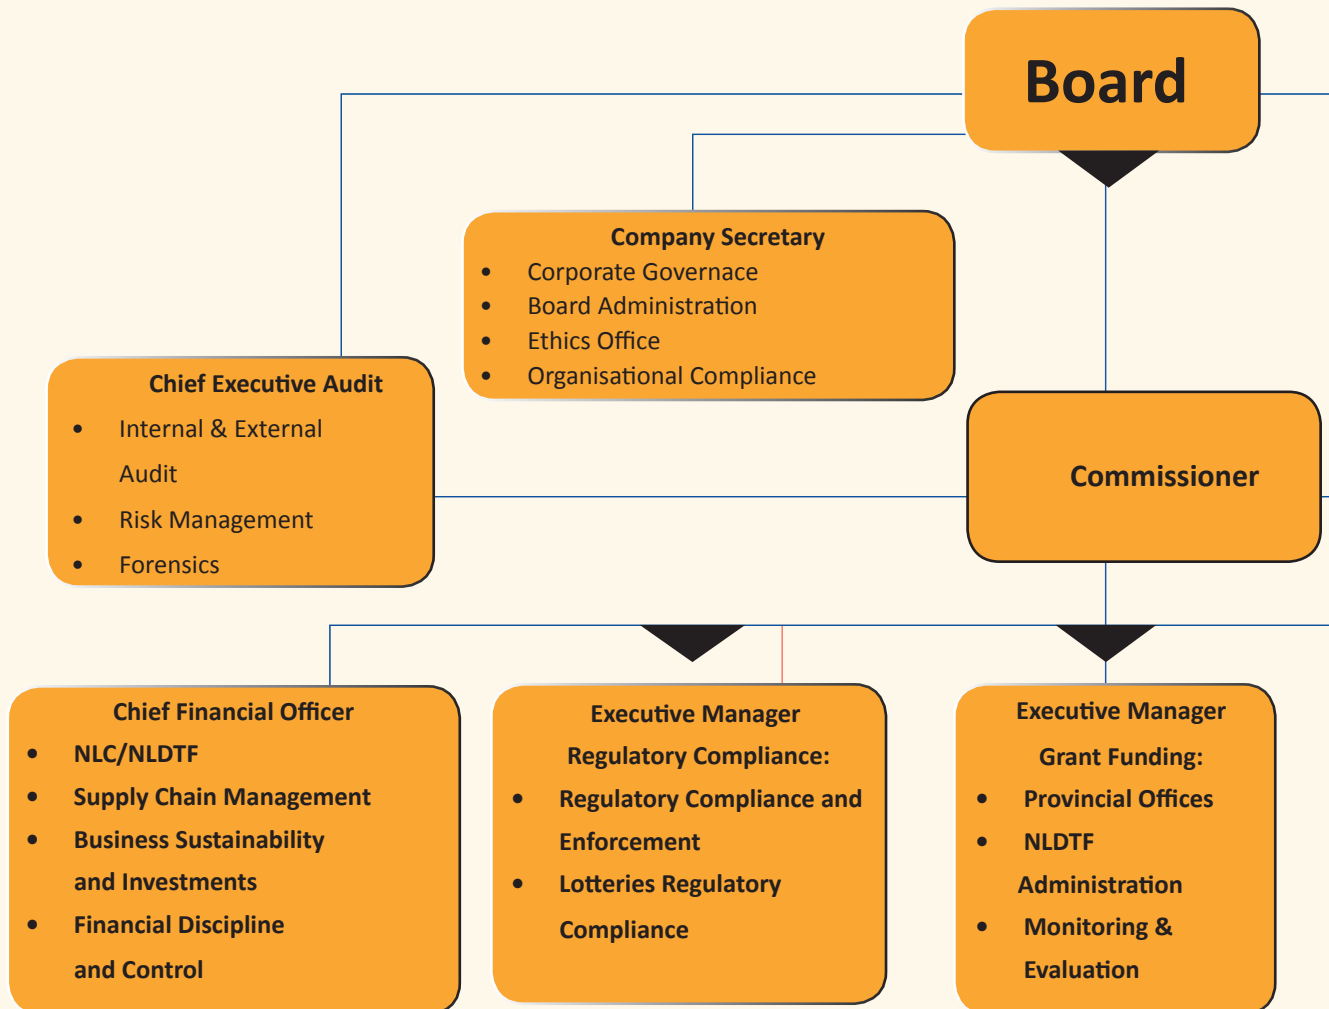 Board
Company Secretary
• Corporate Governace
• Board Administration
• Ethics Office
• Organisational Compliance
Chief Executive Audit
• Internal & External
Audit
• Risk Management
• Forensics
Commissioner
Chief Financial Officer
• NLC/NLDTF
• Supply Chain Management
• Business Sustainability
and Investments
• Financial Discipline
and Control
Executive Manager
Regulatory Compliance:
• Regulatory Compliance and
Enforcement
• Lotteries Regulatory
Compliance
Executive Manager
Grant Funding:
• Provincial Offices
• NLDTF
Administration
• Monitoring &
Evaluation